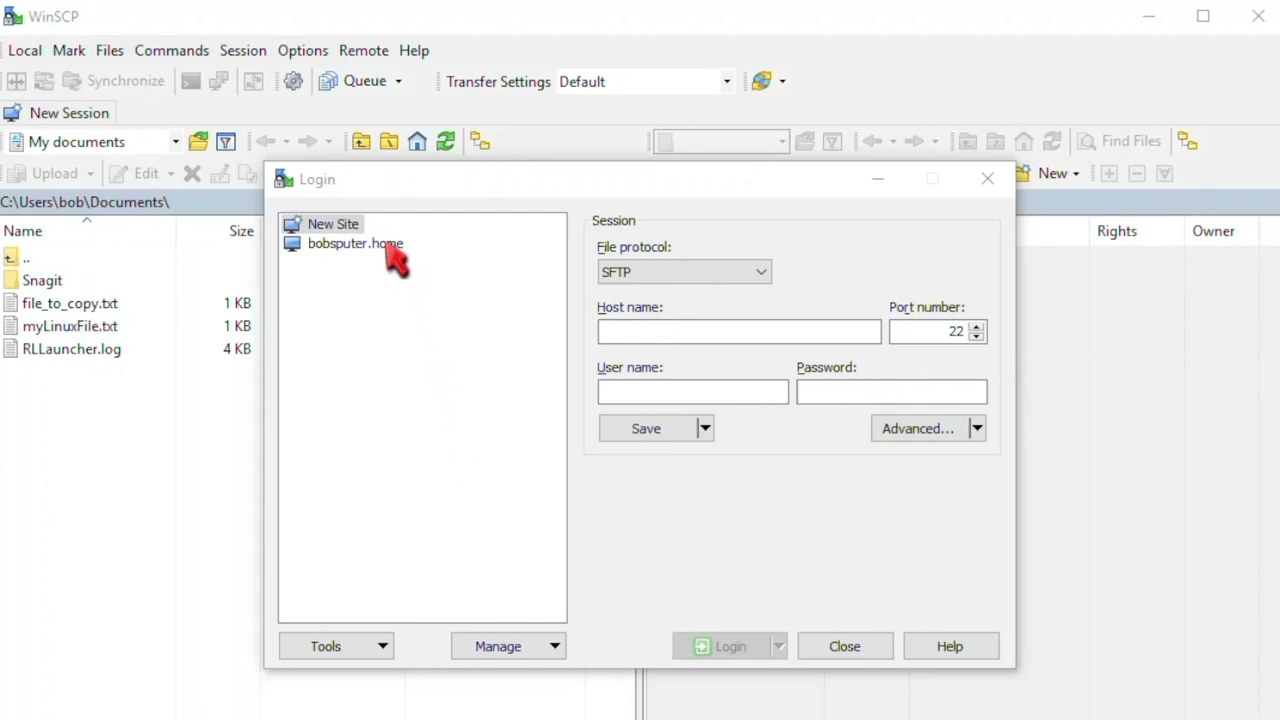 WinSCP
Local Mark Files Commands Session Options Remote Help
Synchronize Queue Transfer Settings Default
New Session
My documents Find Files
Upload Edit New
C:\Users\bob\Documents\
Name Size Rights Owner
..
Snagit
file_to_copy.txt 1 KB
myLinuxFile.txt 1 KB
RLLauncher.log 4 KB
Login
New Site
bobsputer.home
Session
File protocol:
SFTP
Host name: Port number:
22
User name: Password:
Save Advanced...
Tools Manage Login Close Help